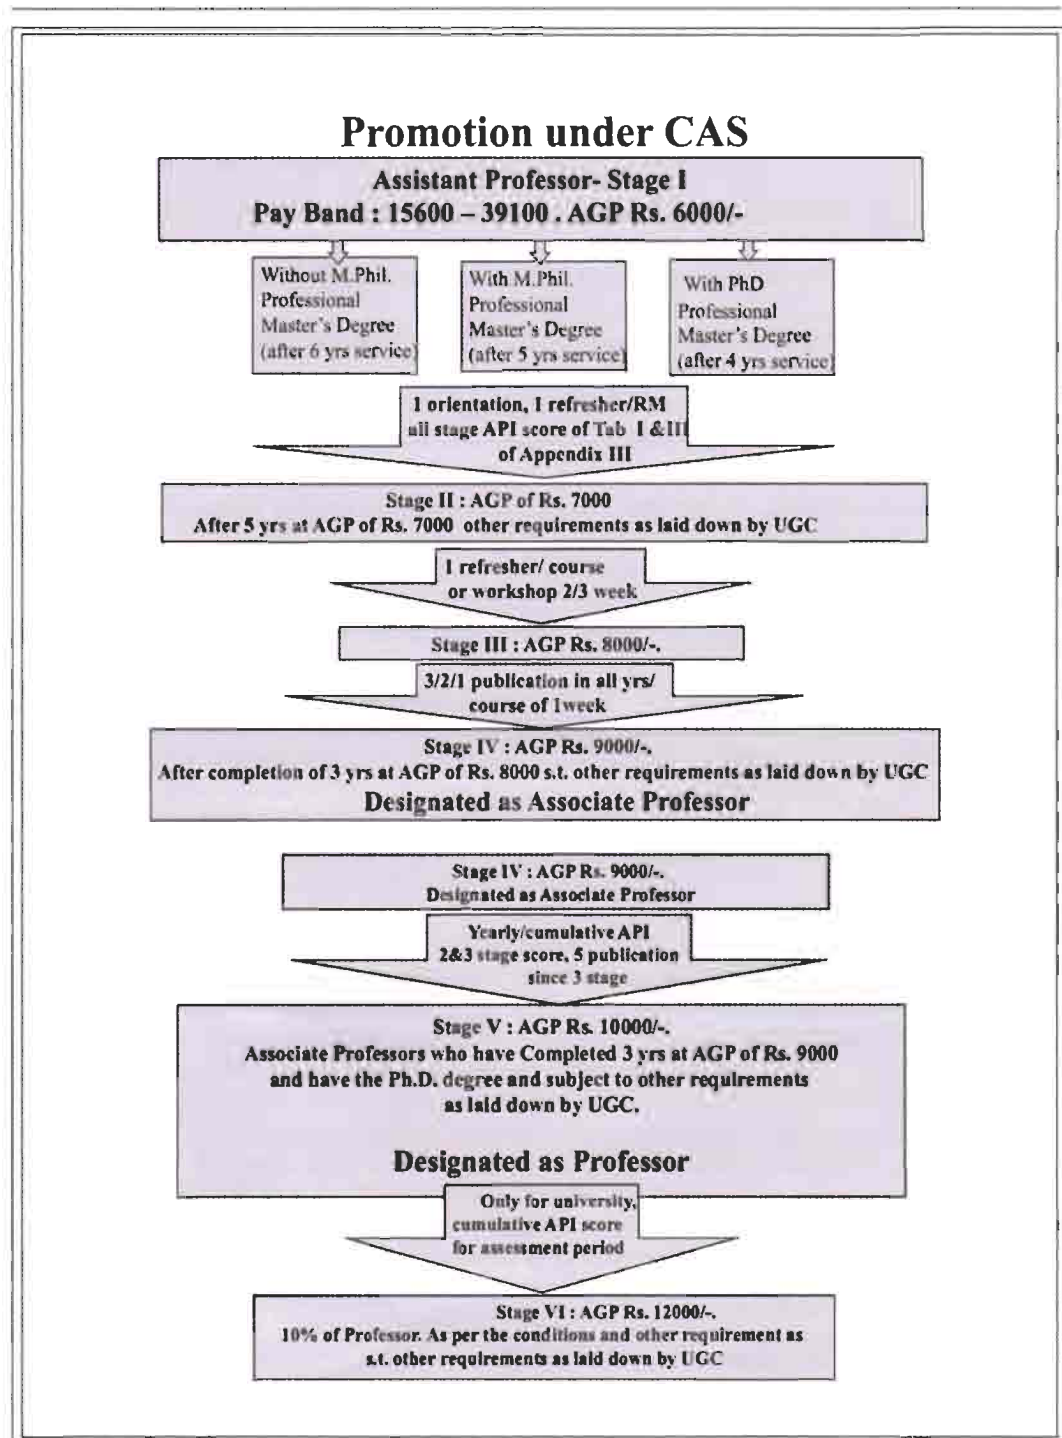 Promotion under CAS
Assistant Professor- Stage I
Pay Band : 15600 – 39100 . AGP Rs. 6000/-
Without M.Phil.
Professional
Master's Degree
(after 6 yrs service)
With M.Phil.
Professional
Master's Degree
(after 5 yrs service)
With PhD
Professional
Master's Degree
(after 4 yrs service)
1 orientation, 1 refresher/RM
all stage API score of Tab I &III
of Appendix III
Stage II : AGP of Rs. 7000
After 5 yrs at AGP of Rs. 7000 other requirements as laid down by UGC
1 refresher/ course
or workshop 2/3 week
Stage III : AGP Rs. 8000/-.
3/2/1 publication in all yrs/
course of 1week
Stage IV : AGP Rs. 9000/-.
After completion of 3 yrs at AGP of Rs. 8000 s.t. other requirements as laid down by UGC
Designated as Associate Professor
Stage IV : AGP Rs. 9000/-.
Designated as Associate Professor
Yearly/cumulative API
2&3 stage score, 5 publication
since 3 stage
Stage V : AGP Rs. 10000/-.
Associate Professors who have Completed 3 yrs at AGP of Rs. 9000
and have the Ph.D. degree and subject to other requirements
as laid down by UGC.
Designated as Professor
Only for university,
cumulative API score
for assessment period
Stage VI : AGP Rs. 12000/-.
10% of Professor. As per the conditions and other requirement as
s.t. other requirements as laid down by UGC